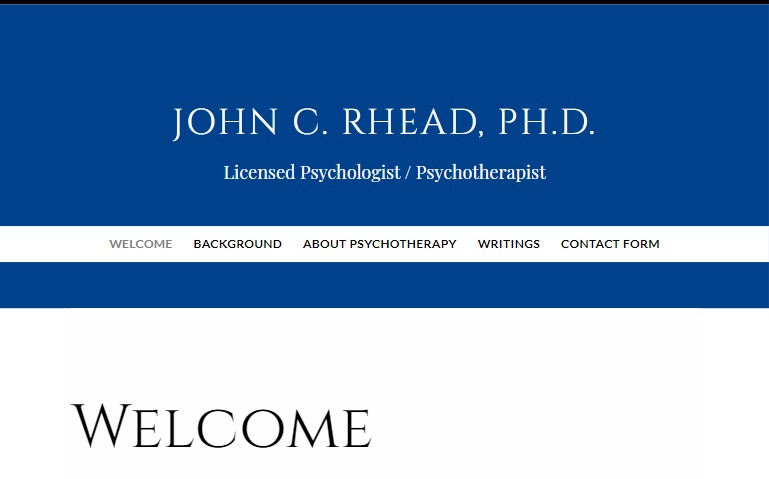 JOHN C. RHEAD, PH.D.
Licensed Psychologist / Psychotherapist
WELCOME BACKGROUND ABOUT PSYCHOTHERAPY WRITINGS CONTACT FORM
WELCOME